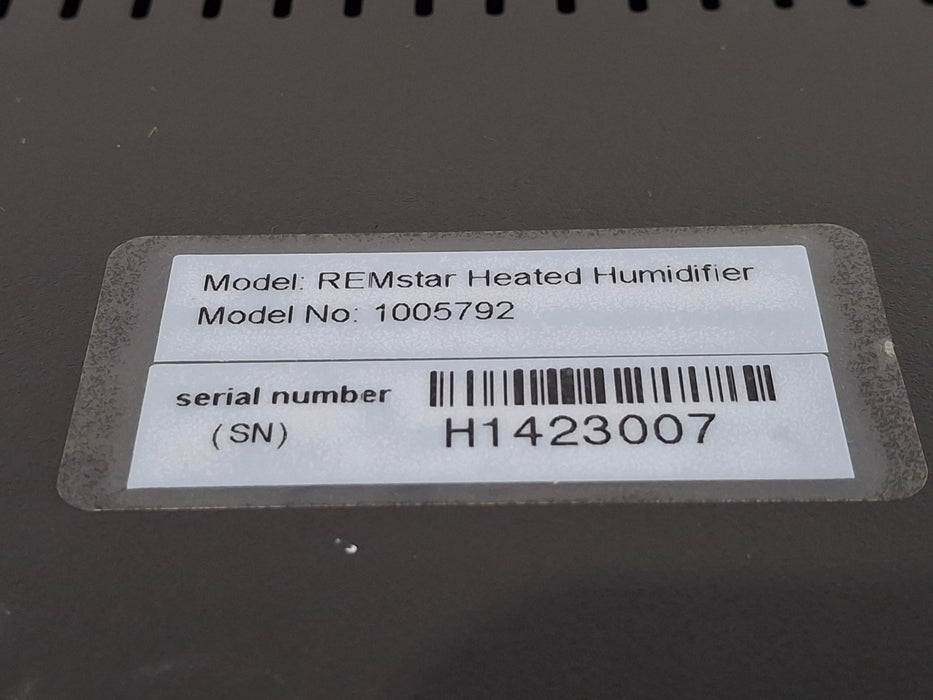 Model: REMstar Heated Humidifier
Model No: 1005792
serial number
(SN)
H1423007